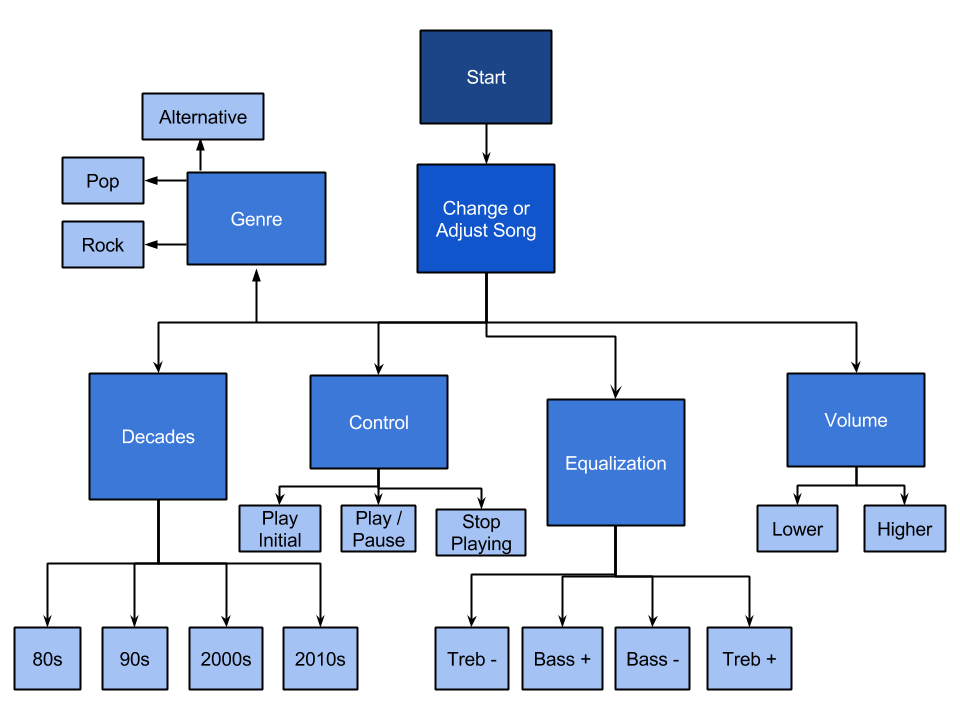 Start
Alternative
Pop
Change or
Adjust Song
Genre
Rock
Decades
Control
Equalization
Volume
Play
Initial
Play /
Pause
Stop
Playing
Lower
Higher
80s
90s
2000s
2010s
Treb -
Bass +
Bass -
Treb +